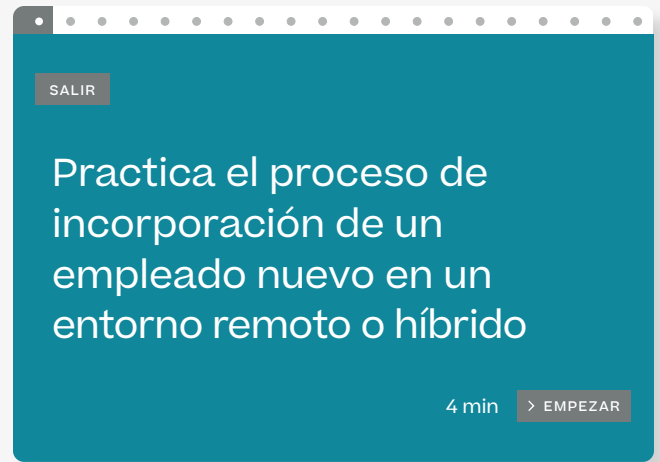 SALIR
Practica el proceso de
incorporación de un
empleado nuevo en un
entorno remoto o híbrido
4 min > EMPEZAR